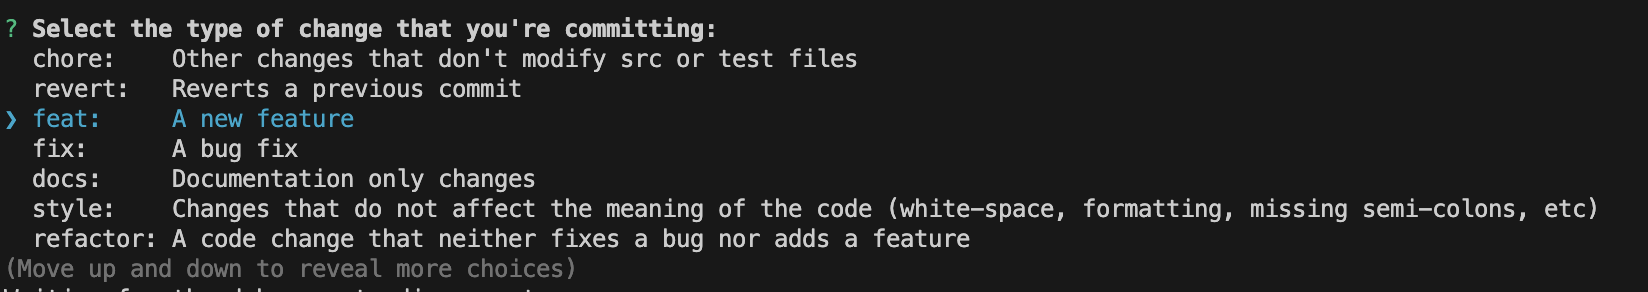 ? Select the type of change that you're committing:
chore: Other changes that don't modify src or test files
revert: Reverts a previous commit
❯ feat: A new feature
fix: A bug fix
docs: Documentation only changes
style: Changes that do not affect the meaning of the code (white-space, formatting, missing semi-colons, etc)
refactor: A code change that neither fixes a bug nor adds a feature
(Move up and down to reveal more choices)